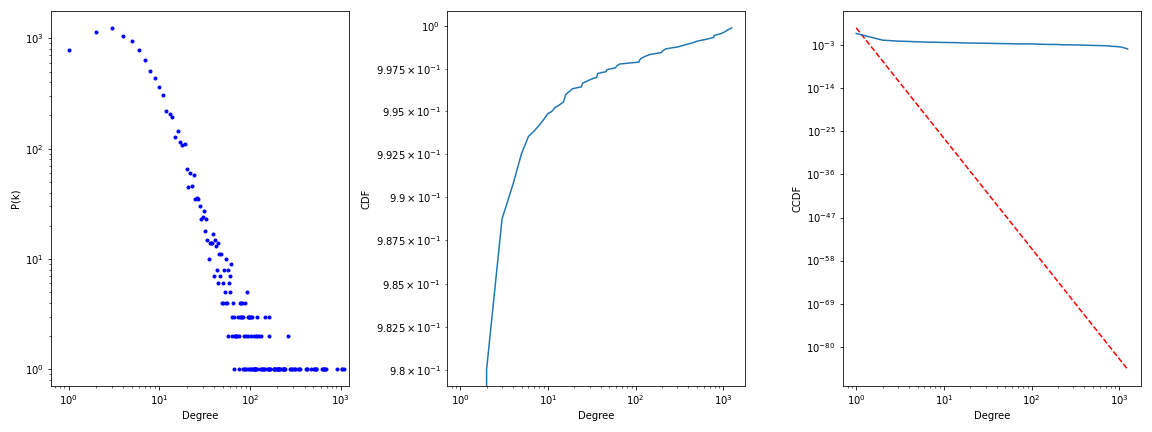 P(k)
10³
10²
10¹
10⁰
10⁰ 10¹ 10² 10³
Degree
CDF
10⁰
9.975 × 10⁻¹
9.95 × 10⁻¹
9.925 × 10⁻¹
9.9 × 10⁻¹
9.875 × 10⁻¹
9.85 × 10⁻¹
9.825 × 10⁻¹
9.8 × 10⁻¹
10⁰ 10¹ 10² 10³
Degree
CCDF
10⁻³
10⁻¹⁴
10⁻²⁵
10⁻³⁶
10⁻⁴⁷
10⁻⁵⁸
10⁻⁶⁹
10⁻⁸⁰
10⁰ 10¹ 10² 10³
Degree